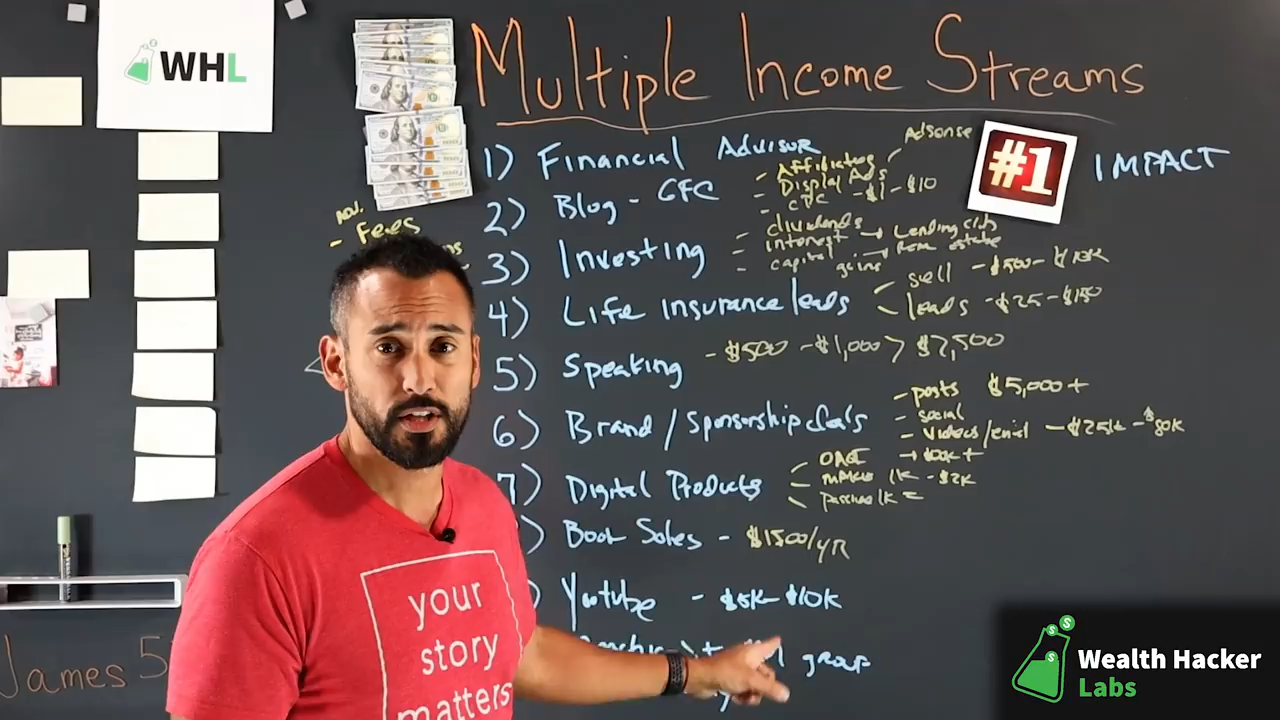 WHL
Multiple Income Streams
#1
IMPACT
1) Financial Advisor
Adsense
2) Blog - GFC
- Affiliates
- Display Ads
- CPC - $1 - $10
- Fees
3) Investing
- dividends
- interest → Lending club
- capital gains → Real estate
4) Life Insurance leads
sell - $500 - $10K
leads - $25 - $150
5) Speaking - $500 - $1,000 > $2,500
6) Brand / Sponsorship deals
- posts $5,000+
- social
- videos/email - $25K - $80K
7) Digital Products
→ $100K+
1K - $2K
Passive 1K
) Book Sales - $1500/yr
) Youtube - $5K - $10K
group
James 5
your
story
matters.
Wealth Hacker
Labs